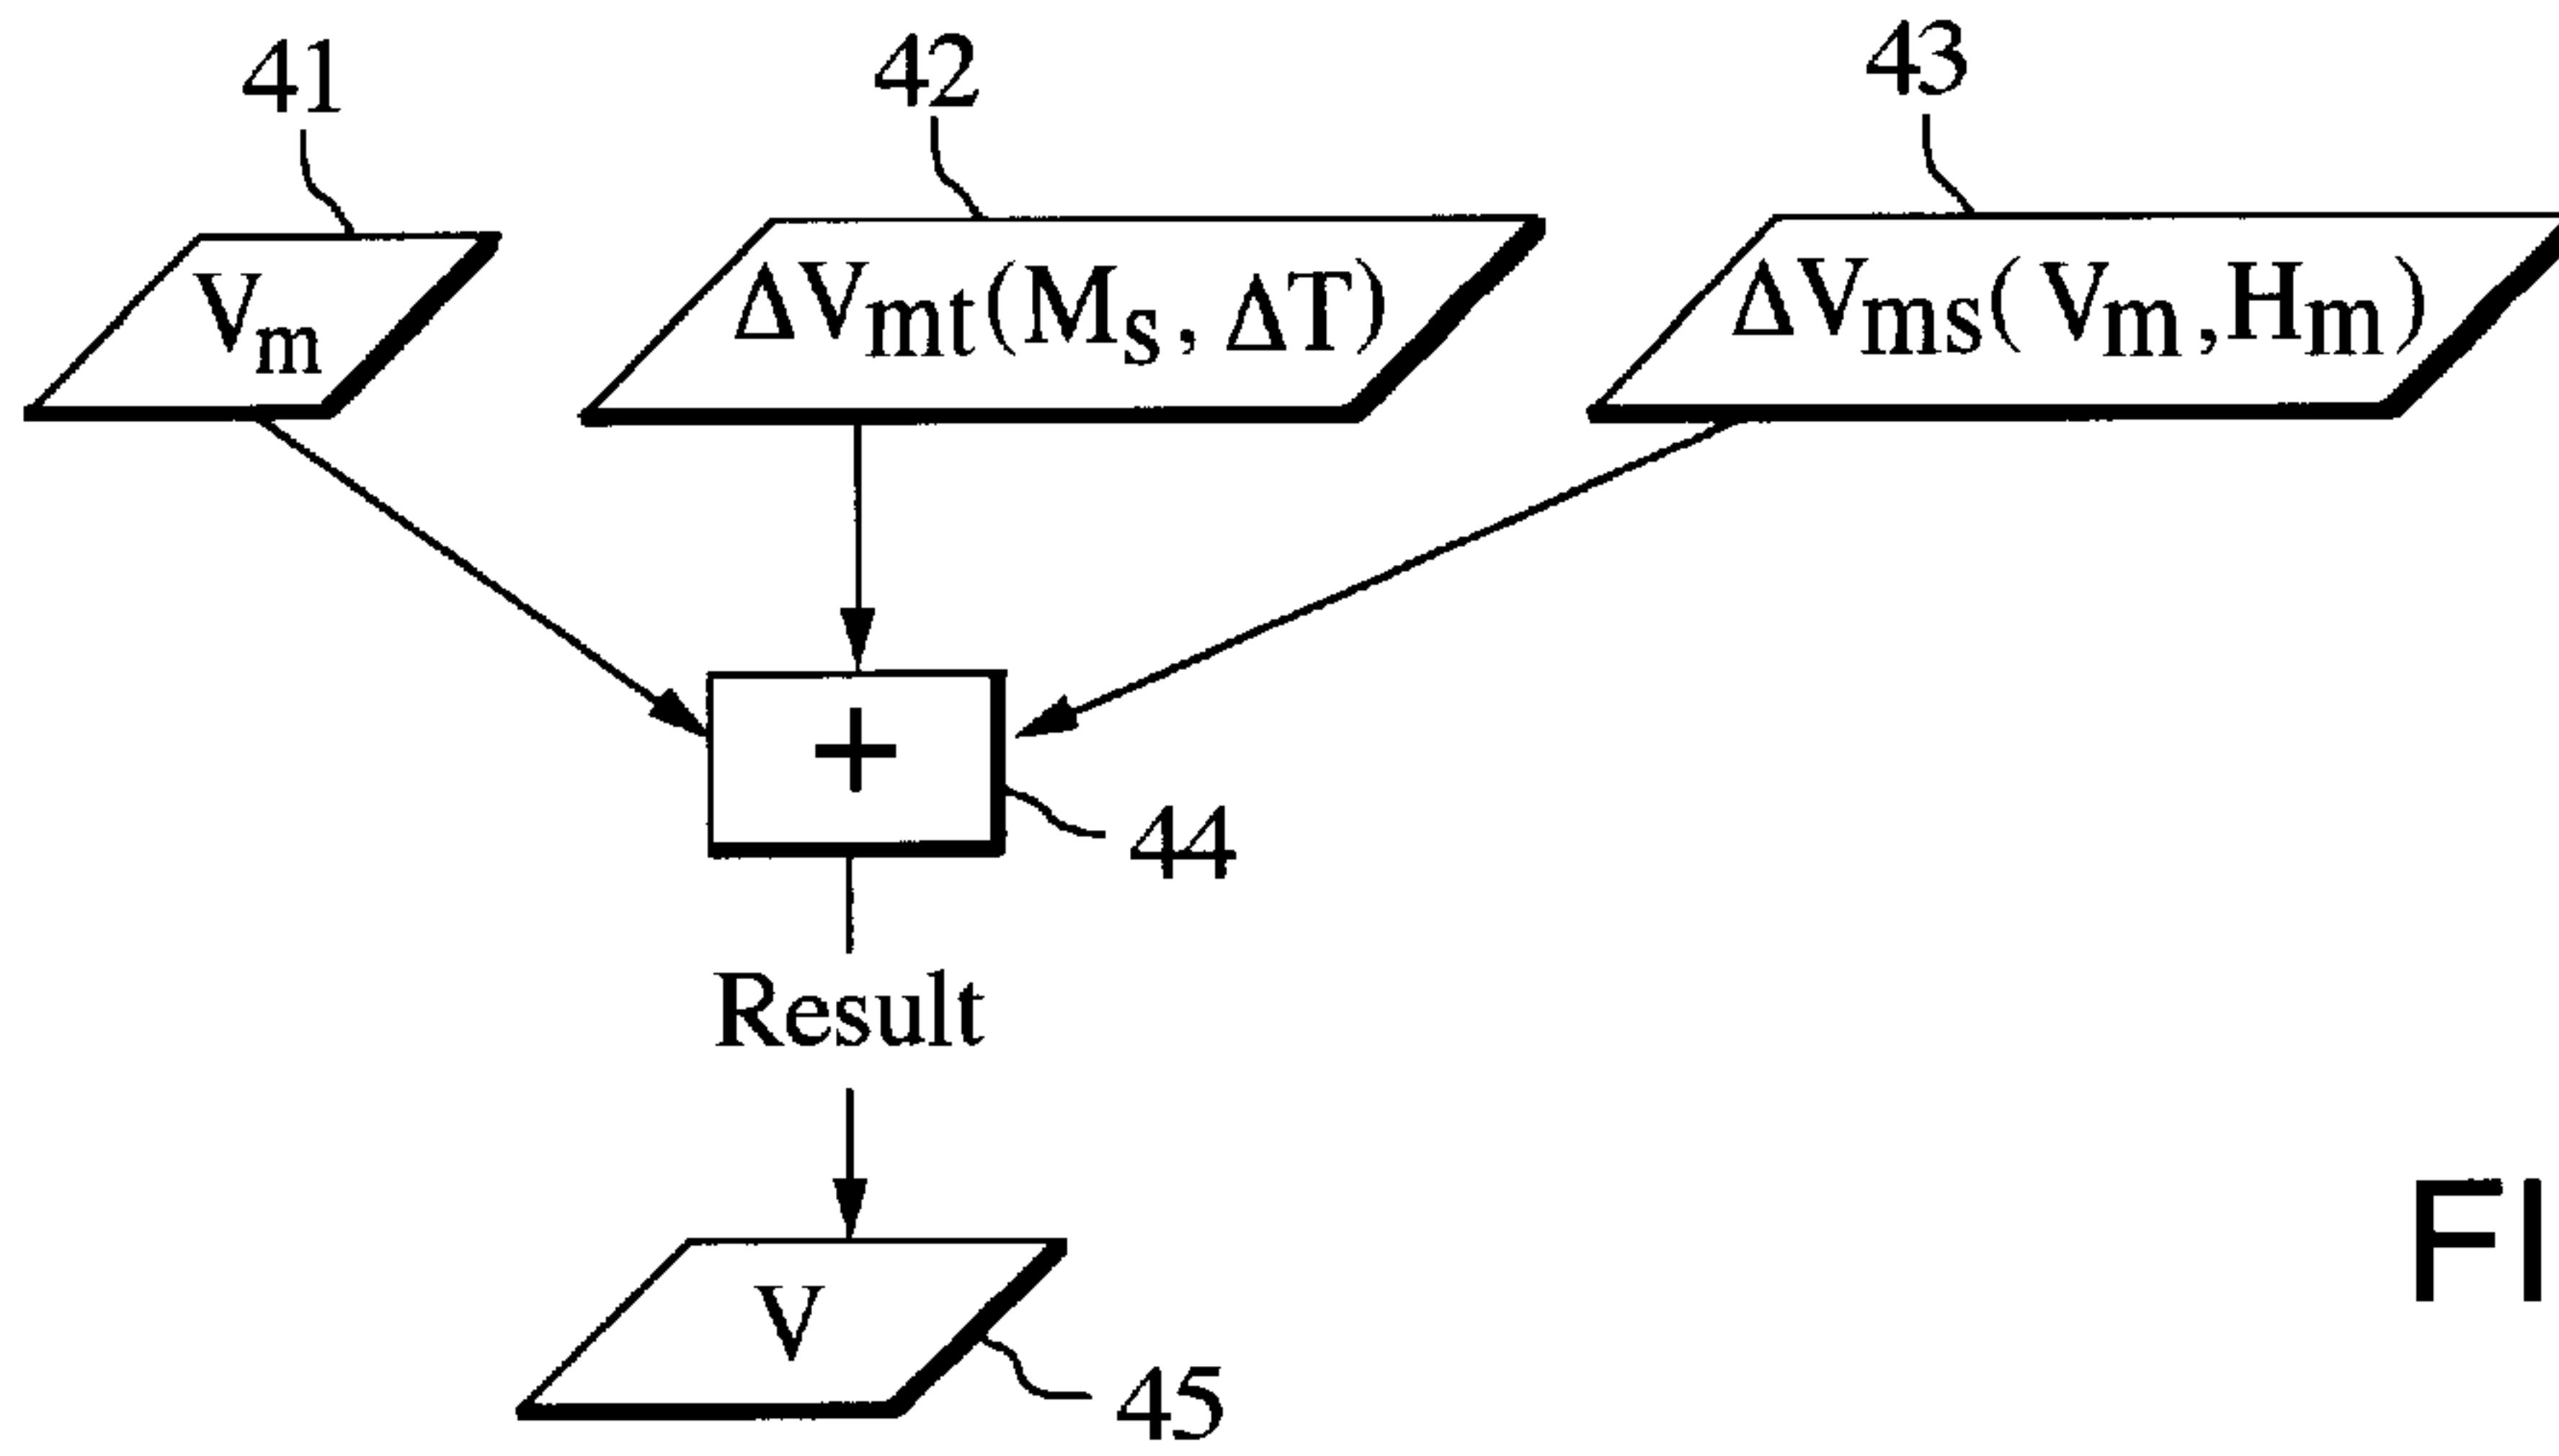 41
42
43
Vm
ΔVmt(Ms, ΔT)
ΔVms(Vm,Hm)
+
44
Result
V
45
FI